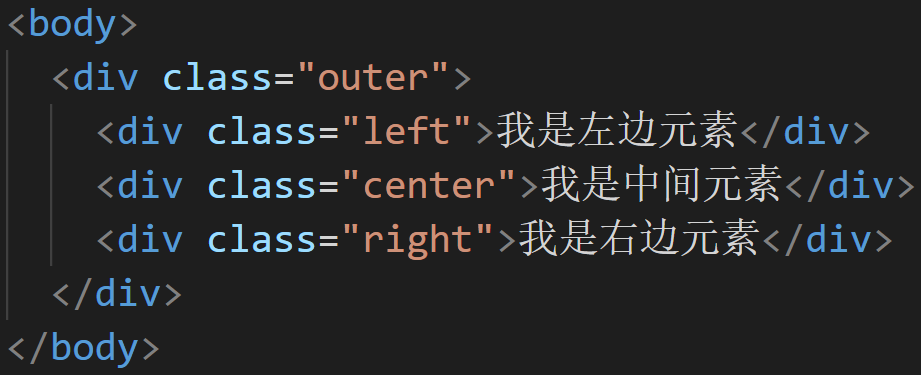 <body>
<div class="outer">
<div class="left">我是左边元素</div>
<div class="center">我是中间元素</div>
<div class="right">我是右边元素</div>
</div>
</body>